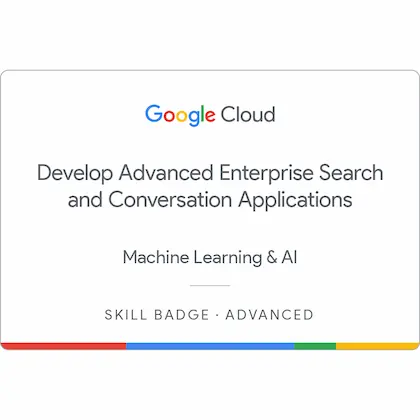 Google Cloud
Develop Advanced Enterprise Search
and Conversation Applications
Machine Learning & AI
SKILL BADGE · ADVANCED